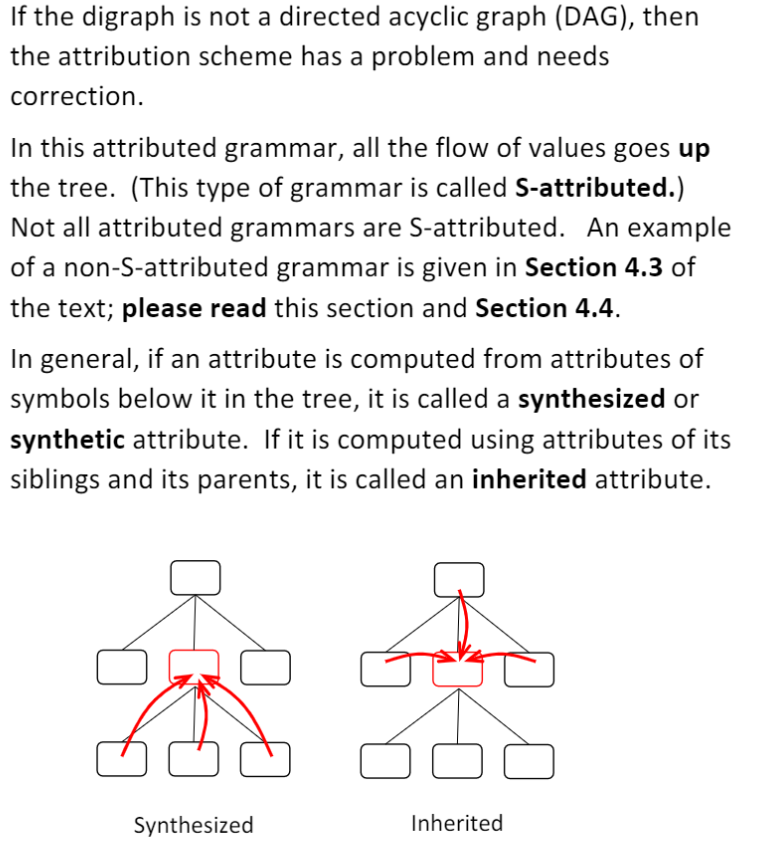 If the digraph is not a directed acyclic graph (DAG), then
the attribution scheme has a problem and needs
correction.
In this attributed grammar, all the flow of values goes up
the tree. (This type of grammar is called S-attributed.)
Not all attributed grammars are S-attributed. An example
of a non-S-attributed grammar is given in Section 4.3 of
the text; please read this section and Section 4.4.
In general, if an attribute is computed from attributes of
symbols below it in the tree, it is called a synthesized or
synthetic attribute. If it is computed using attributes of its
siblings and its parents, it is called an inherited attribute.
Synthesized
Inherited